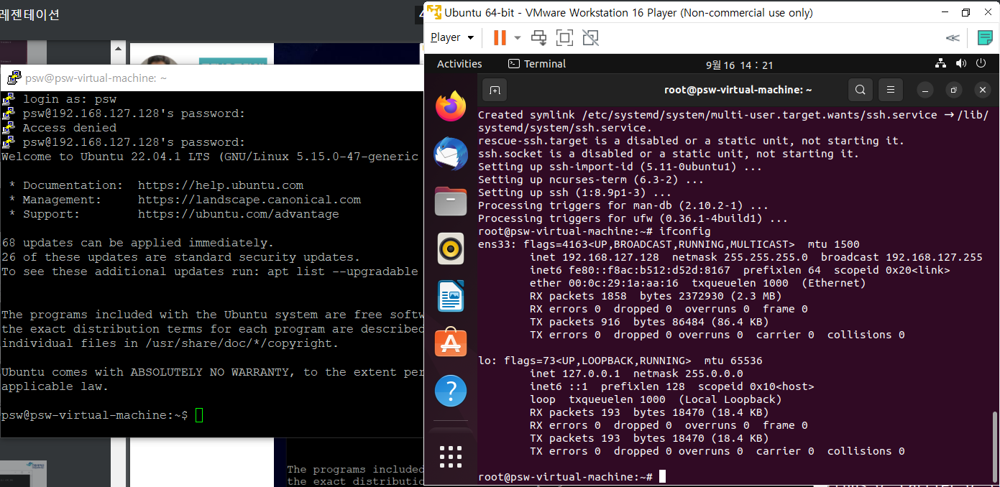 레젠테이션
psw@psw-virtual-machine: ~
login as: psw
psw@192.168.127.128's password:
Access denied
psw@192.168.127.128's password:
Welcome to Ubuntu 22.04.1 LTS (GNU/Linux 5.15.0-47-generic
* Documentation:  https://help.ubuntu.com
* Management:     https://landscape.canonical.com
* Support:        https://ubuntu.com/advantage
68 updates can be applied immediately.
26 of these updates are standard security updates.
To see these additional updates run: apt list --upgradable
The programs included with the Ubuntu system are free softw
the exact distribution terms for each program are described
individual files in /usr/share/doc/*/copyright.
Ubuntu comes with ABSOLUTELY NO WARRANTY, to the extent per
applicable law.
psw@psw-virtual-machine:~$
The programs included
the exact distributio
Ubuntu 64-bit - VMware Workstation 16 Player (Non-commercial use only)
Player
Activities
Terminal
9월 16 14：21
root@psw-virtual-machine: ~
Created symlink /etc/systemd/system/multi-user.target.wants/ssh.service → /lib/
systemd/system/ssh.service.
rescue-ssh.target is a disabled or a static unit, not starting it.
ssh.socket is a disabled or a static unit, not starting it.
Setting up ssh-import-id (5.11-0ubuntu1) ...
Setting up ncurses-term (6.3-2) ...
Setting up ssh (1:8.9p1-3) ...
Processing triggers for man-db (2.10.2-1) ...
Processing triggers for ufw (0.36.1-4build1) ...
root@psw-virtual-machine:~# ifconfig
ens33: flags=4163<UP,BROADCAST,RUNNING,MULTICAST>  mtu 1500
inet 192.168.127.128  netmask 255.255.255.0  broadcast 192.168.127.255
inet6 fe80::f8ac:b512:d52d:8167  prefixlen 64  scopeid 0x20<link>
ether 00:0c:29:1a:aa:16  txqueuelen 1000  (Ethernet)
RX packets 1858  bytes 2372930 (2.3 MB)
RX errors 0  dropped 0  overruns 0  frame 0
TX packets 916  bytes 86484 (86.4 KB)
TX errors 0  dropped 0 overruns 0  carrier 0  collisions 0
lo: flags=73<UP,LOOPBACK,RUNNING>  mtu 65536
inet 127.0.0.1  netmask 255.0.0.0
inet6 ::1  prefixlen 128  scopeid 0x10<host>
loop  txqueuelen 1000  (Local Loopback)
RX packets 193  bytes 18470 (18.4 KB)
RX errors 0  dropped 0  overruns 0  frame 0
TX packets 193  bytes 18470 (18.4 KB)
TX errors 0  dropped 0 overruns 0  carrier 0  collisions 0
root@psw-virtual-machine:~#